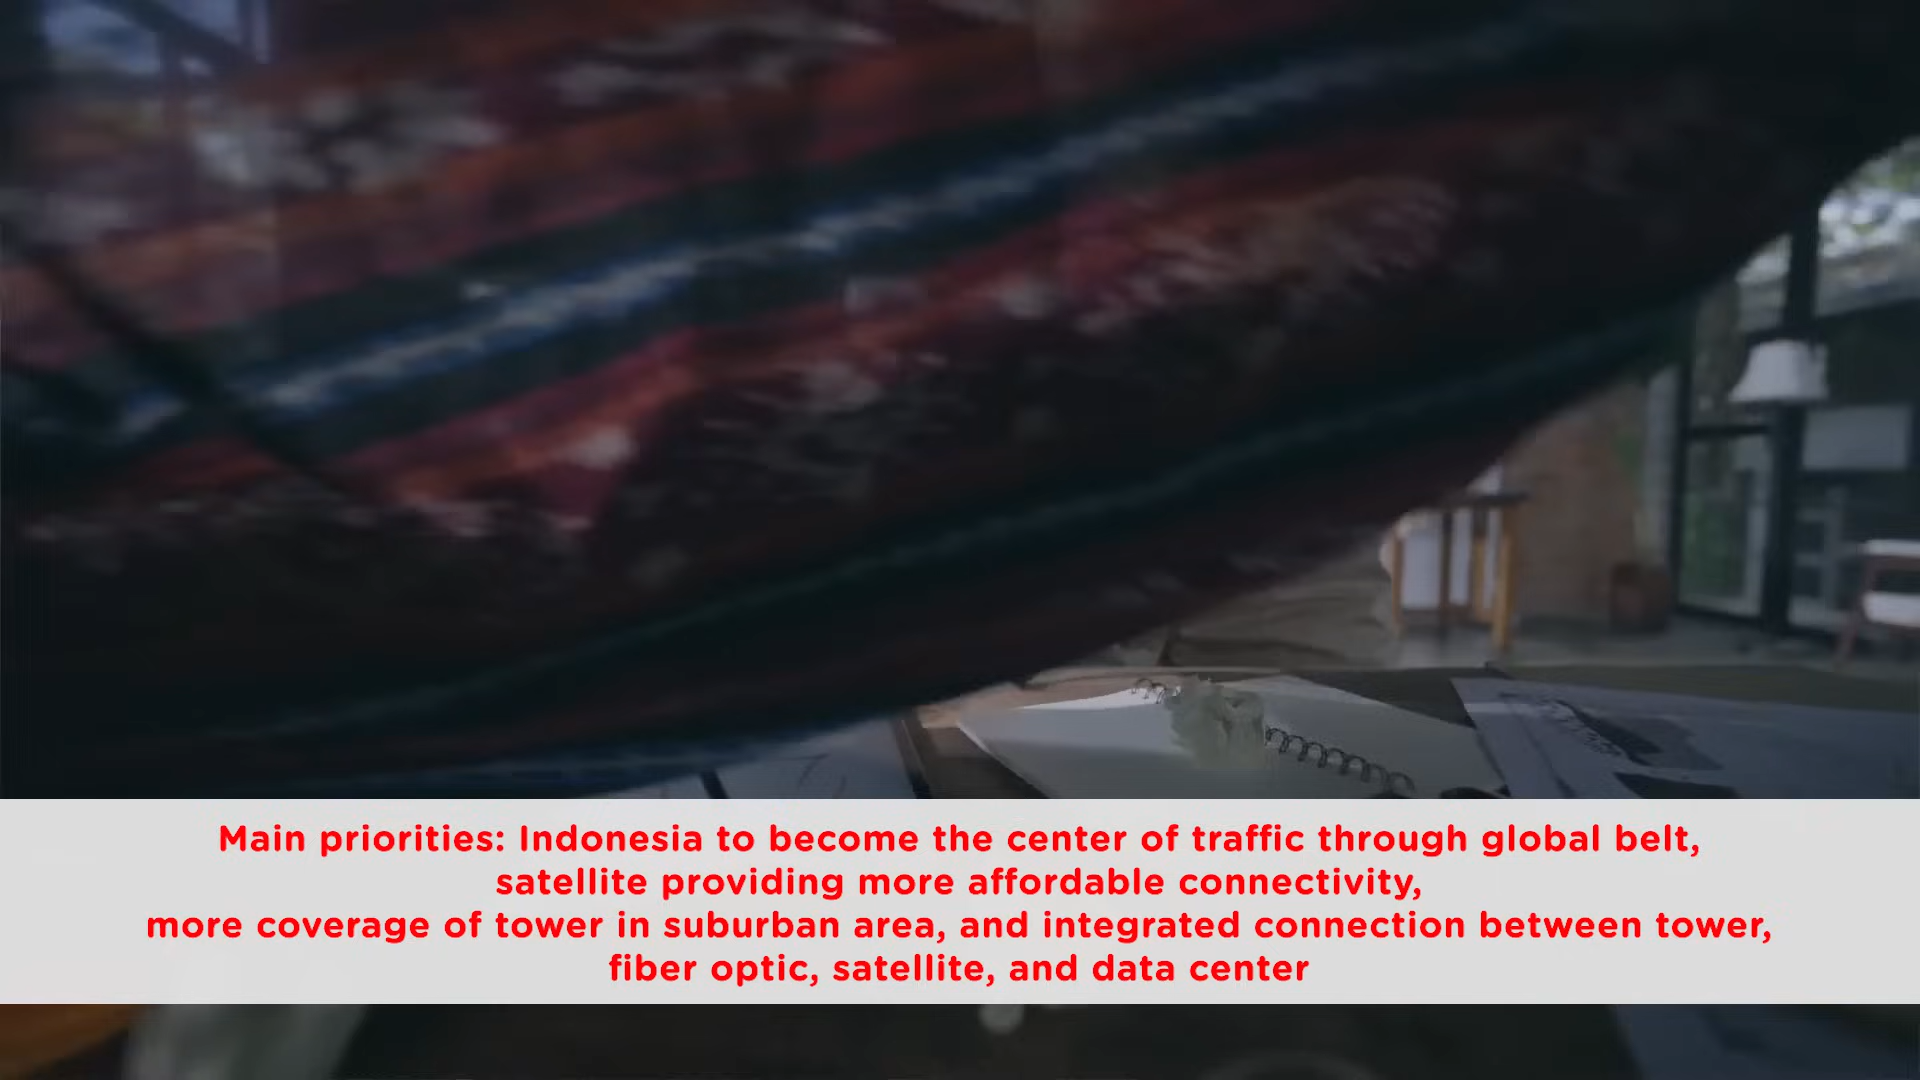 Main priorities: Indonesia to become the center of traffic through global belt,
satellite providing more affordable connectivity,
more coverage of tower in suburban area, and integrated connection between tower,
fiber optic, satellite, and data center